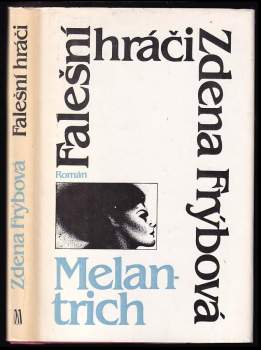 Zdena Frýbová Falešní hráči
M
Falešní
hráči
Zdena Frýbová
Román
Melan-
trich